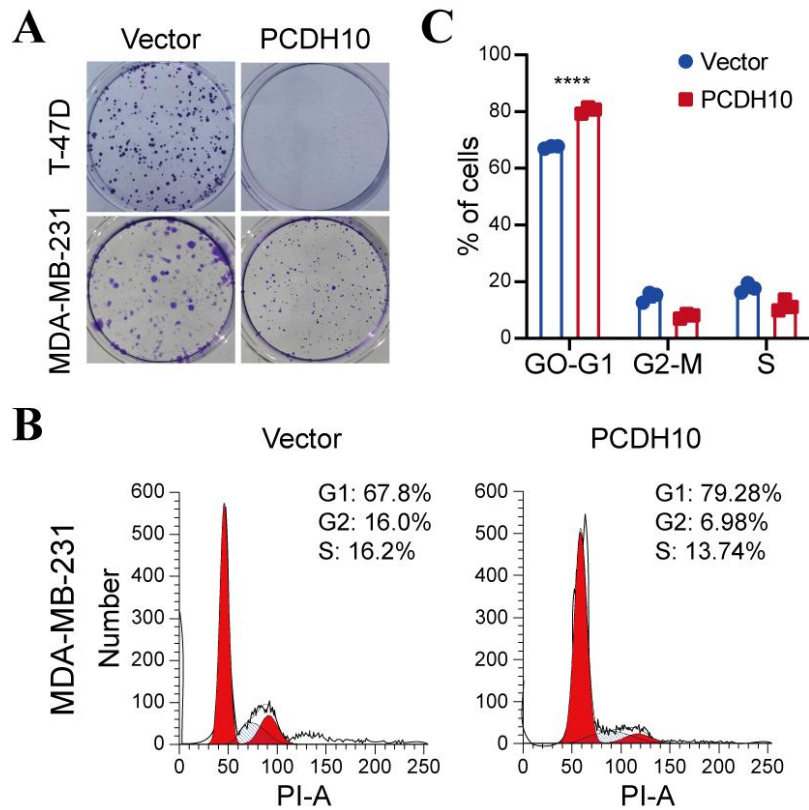 A
Vector PCDH10
T-47D
MDA-MB-231
C
100
80
60
40
20
0
% of cells
****
Vector
PCDH10
GO-G1 G2-M S
B
MDA-MB-231
Vector
G1: 67.8%
G2: 16.0%
S: 16.2%
600
500
400
300
200
100
0
Number
0 50 100 150 200 250
PI-A
PCDH10
G1: 79.28%
G2: 6.98%
S: 13.74%
600
500
400
300
200
100
0
0 50 100 150 200 250
PI-A